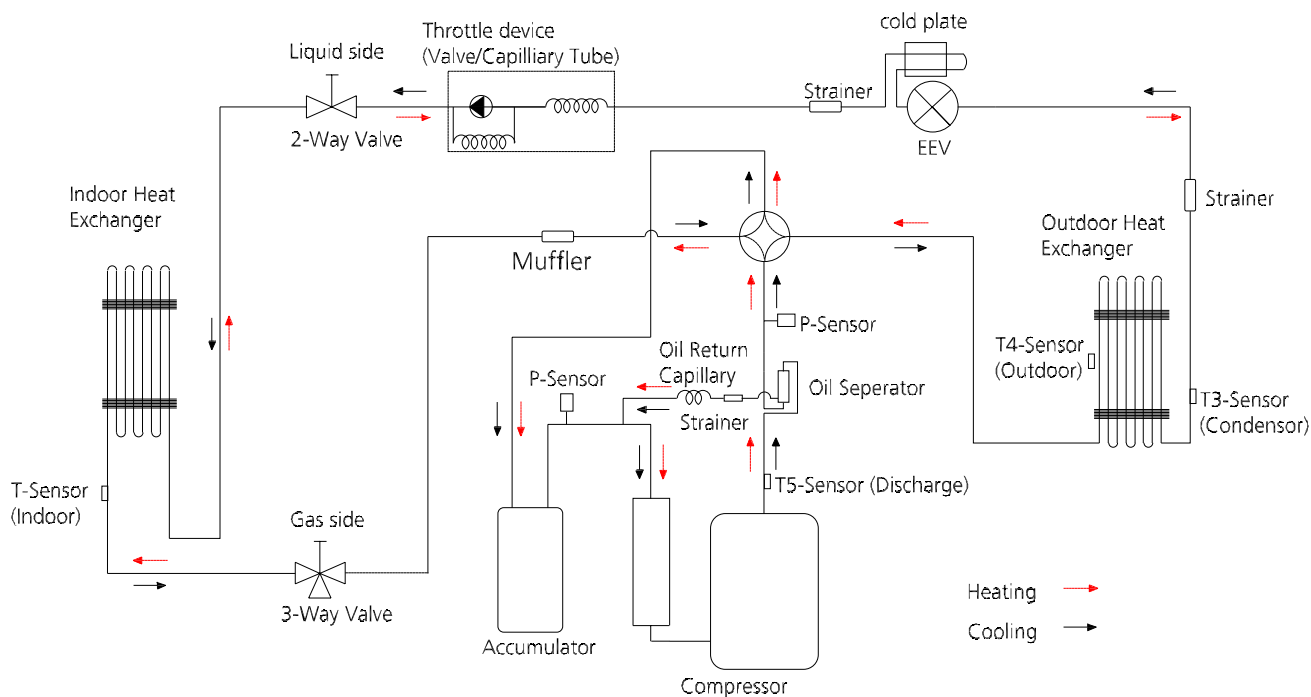 cold plate
Throttle device
(Valve/Capilliary Tube)
Liquid side
2-Way Valve
Strainer
EEV
Indoor Heat
Exchanger
Strainer
Outdoor Heat
Exchanger
Muffler
P-Sensor
T4-Sensor
(Outdoor)
Oil Return
Capillary
P-Sensor
Oil Seperator
Strainer
T3-Sensor
(Condensor)
T-Sensor
(Indoor)
T5-Sensor (Discharge)
Gas side
3-Way Valve
Heating
Cooling
Accumulator
Compressor